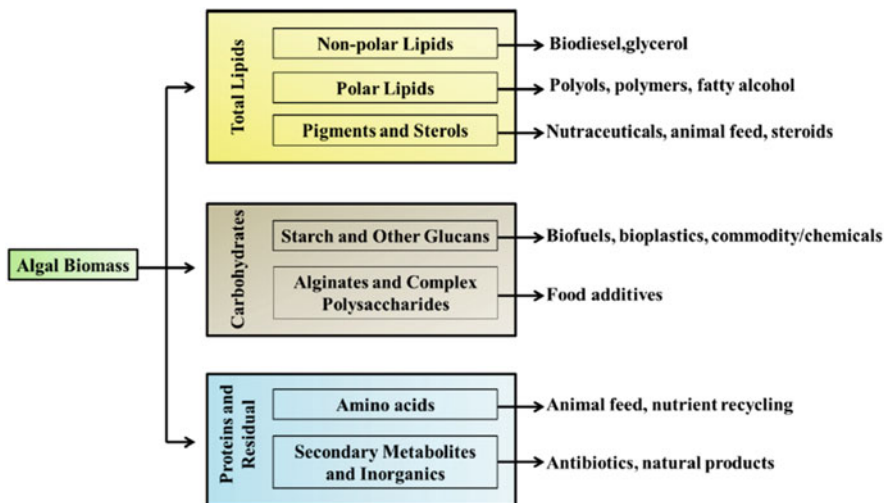 Algal Biomass
Total Lipids
Non-polar Lipids
Biodiesel,glycerol
Polar Lipids
Polyols, polymers, fatty alcohol
Pigments and Sterols
Nutraceuticals, animal feed, steroids
Carbohydrates
Starch and Other Glucans
Biofuels, bioplastics, commodity/chemicals
Alginates and Complex
Polysaccharides
Food additives
Proteins and
Residual
Amino acids
Animal feed, nutrient recycling
Secondary Metabolites
and Inorganics
Antibiotics, natural products